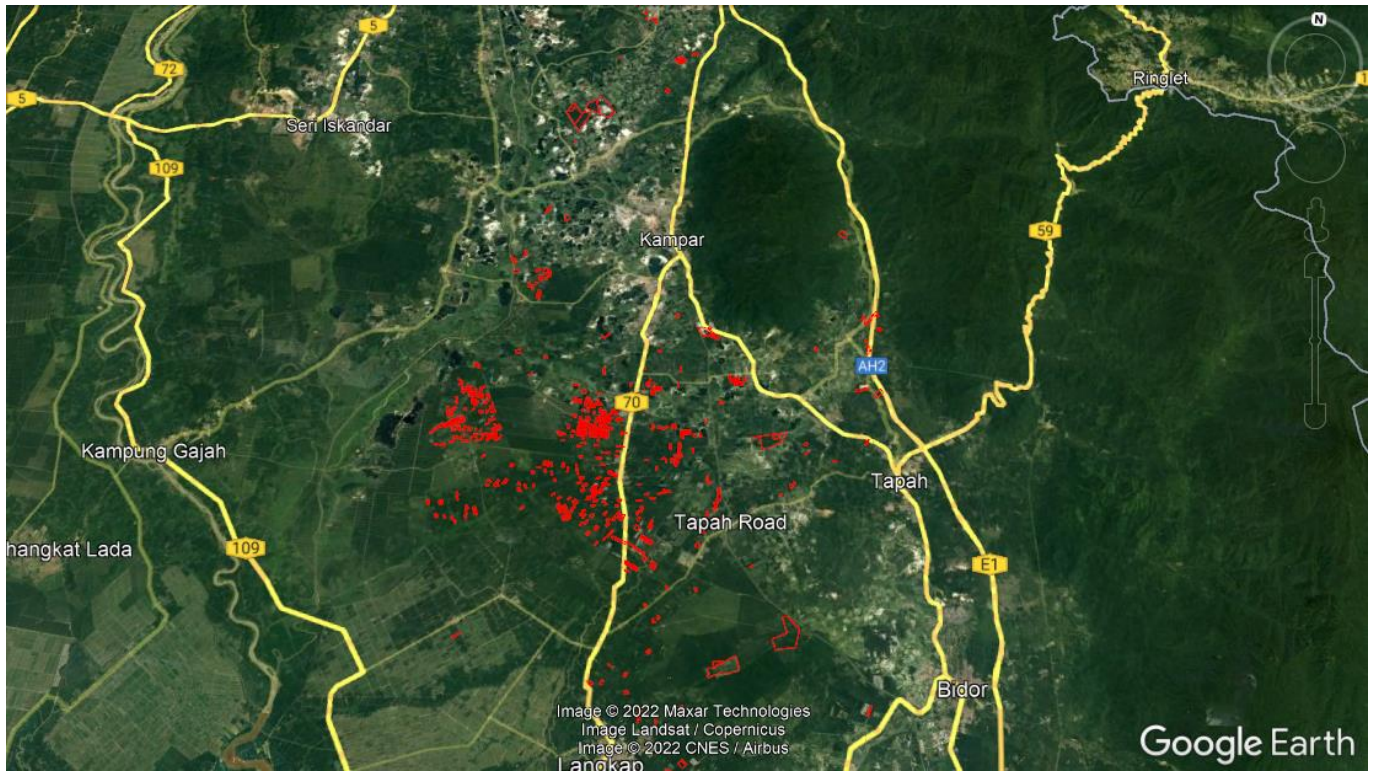 5
72
N
Ringlet
5
1
Seri Iskandar
109
59
Kampar
AH2
70
Kampung Gajah
Tapah
Tapah Road
hangkat Lada
109
E1
Bidor
Image © 2022 Maxar Technologies
Image Landsat / Copernicus
Image © 2022 CNES / Airbus
Google Earth
Langkap